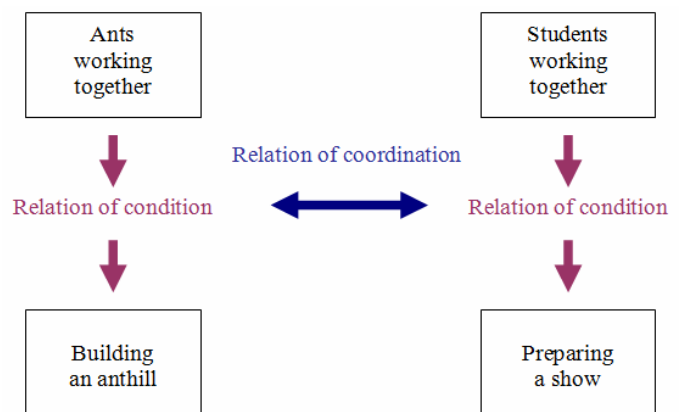 Ants
working
together
Students
working
together
Relation of coordination
Relation of condition
Relation of condition
Building
an anthill
Preparing
a show